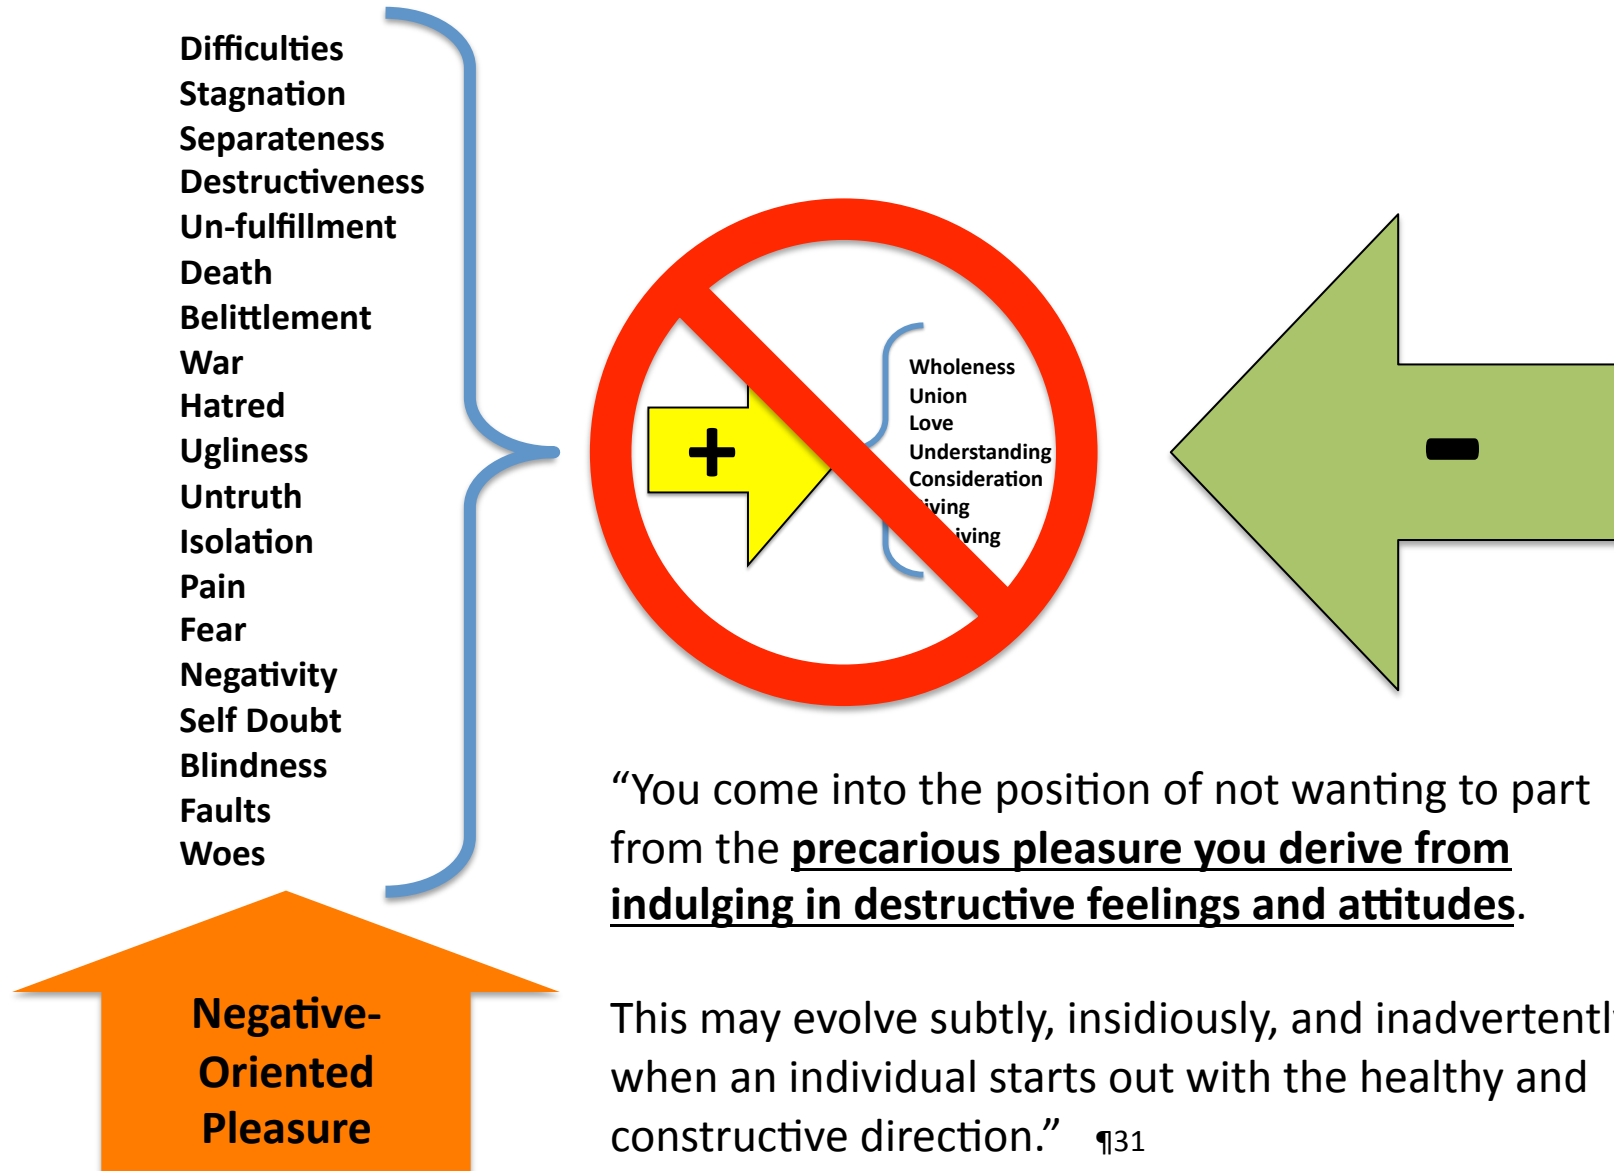 Difficulties
Stagnation
Separateness
Destructiveness
Un-fulfillment
Death
Belittlement
War
Hatred
Ugliness
Untruth
Isolation
Pain
Fear
Negativity
Self Doubt
Blindness
Faults
Woes
Negative-
Oriented
Pleasure
+
Wholeness
Union
Love
Understanding
Consideration
-
“You come into the position of not wanting to part
from the precarious pleasure you derive from
indulging in destructive feelings and attitudes.
This may evolve subtly, insidiously, and inadvertently
when an individual starts out with the healthy and
constructive direction.” ¶31